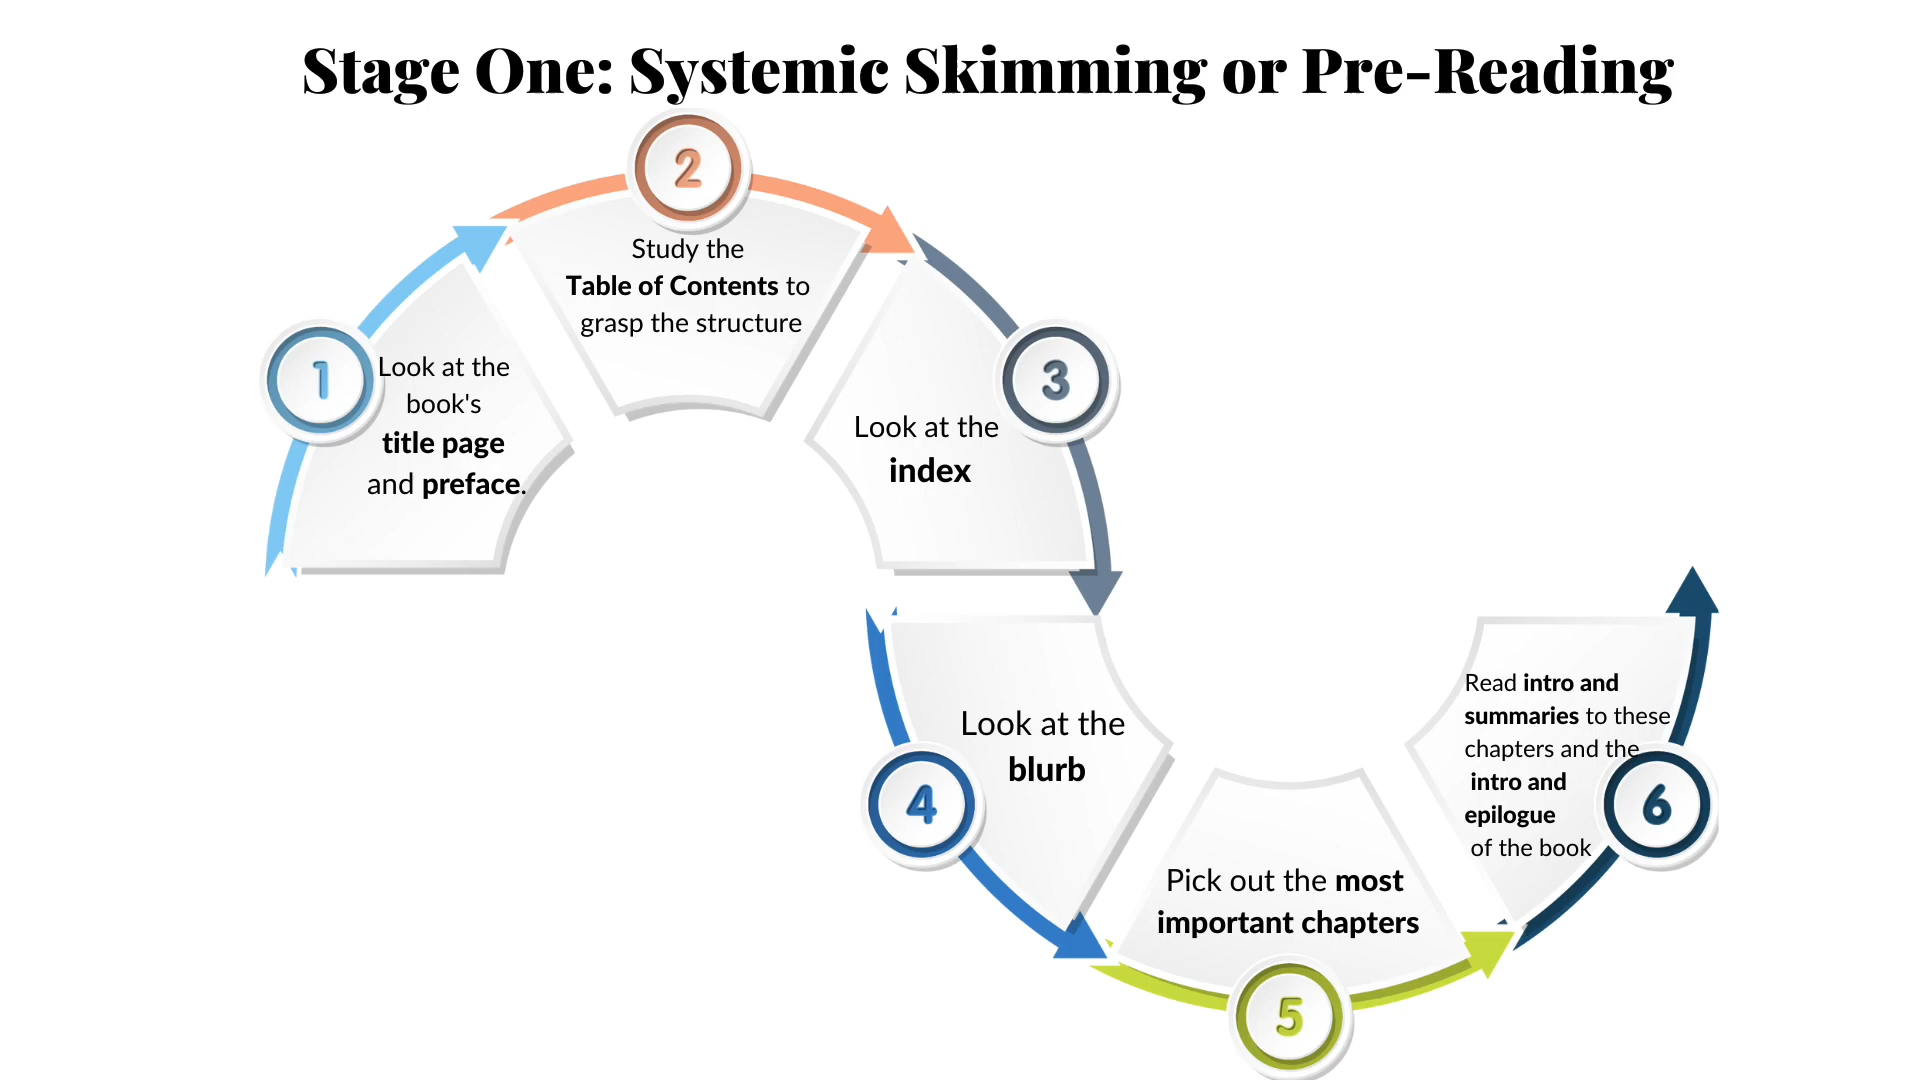 Stage One: Systemic Skimming or Pre-Reading
1
Look at the
book's
title page
and preface.
2
Study the
Table of Contents to
grasp the structure
3
Look at the
index
4
Look at the
blurb
5
Pick out the most
important chapters
6
Read intro and
summaries to these
chapters and the
intro and
epilogue
of the book